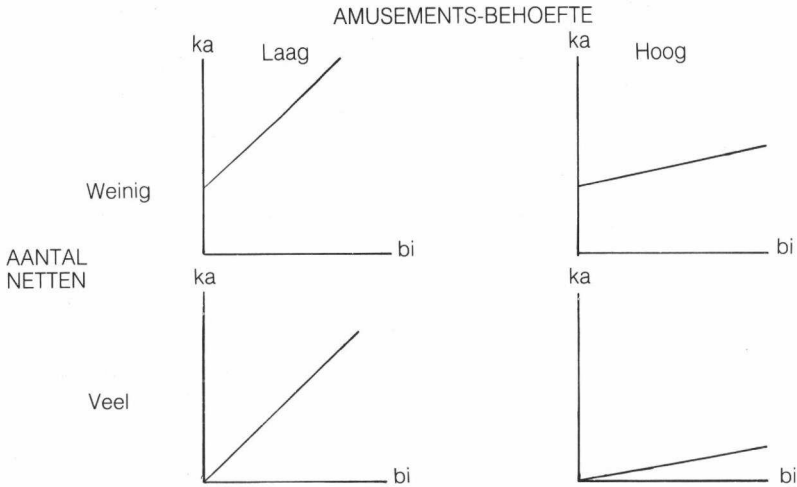 AMUSEMENTS-BEHOEFTE
ka Laag
ka Hoog
Weinig
bi
bi
AANTAL
NETTEN
ka
ka
Veel
bi
bi